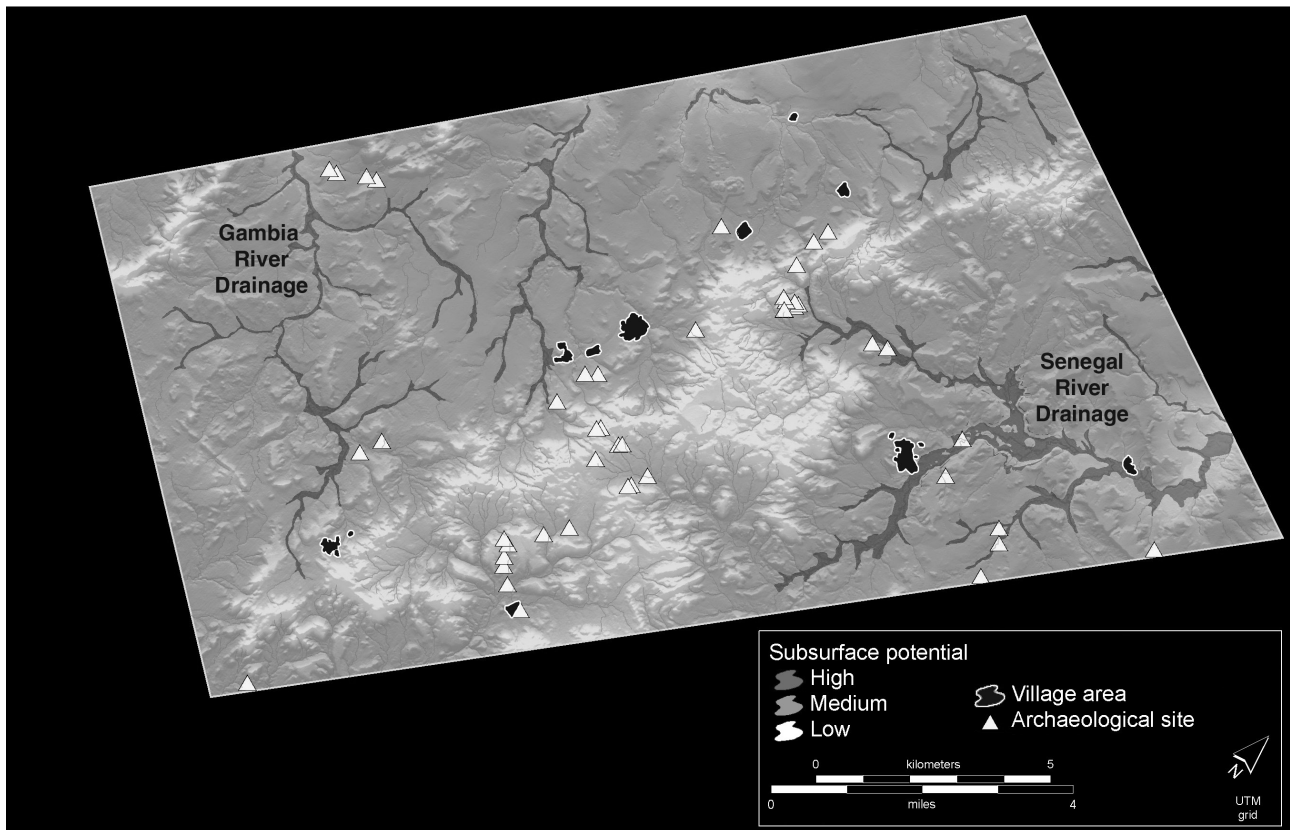 Gambia
River
Drainage
Senegal
River
Drainage
Subsurface potential
High
Medium
Low
Village area
Archaeological site
0 kilometers 5
0 miles 4
N
UTM
grid